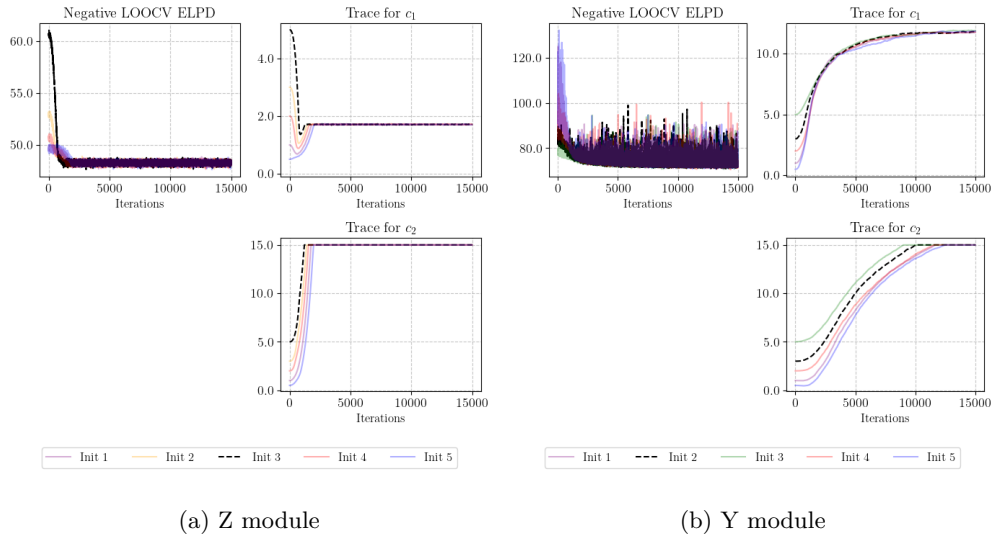 Negative LOOCV ELPD
60.0
55.0
50.0
0
5000
10000
15000
Iterations
Trace for c₁
4.0
2.0
0.0
0
5000
10000
15000
Iterations
Trace for c₂
15.0
10.0
5.0
0.0
0
5000
10000
15000
Iterations
Init 1 Init 2 Init 3 Init 4 Init 5
(a) Z module
Negative LOOCV ELPD
120.0
100.0
80.0
0
5000
10000
15000
Iterations
Trace for c₁
10.0
5.0
0.0
0
5000
10000
15000
Iterations
Trace for c₂
15.0
10.0
5.0
0.0
0
5000
10000
15000
Iterations
Init 1 Init 2 Init 3 Init 4 Init 5
(b) Y module